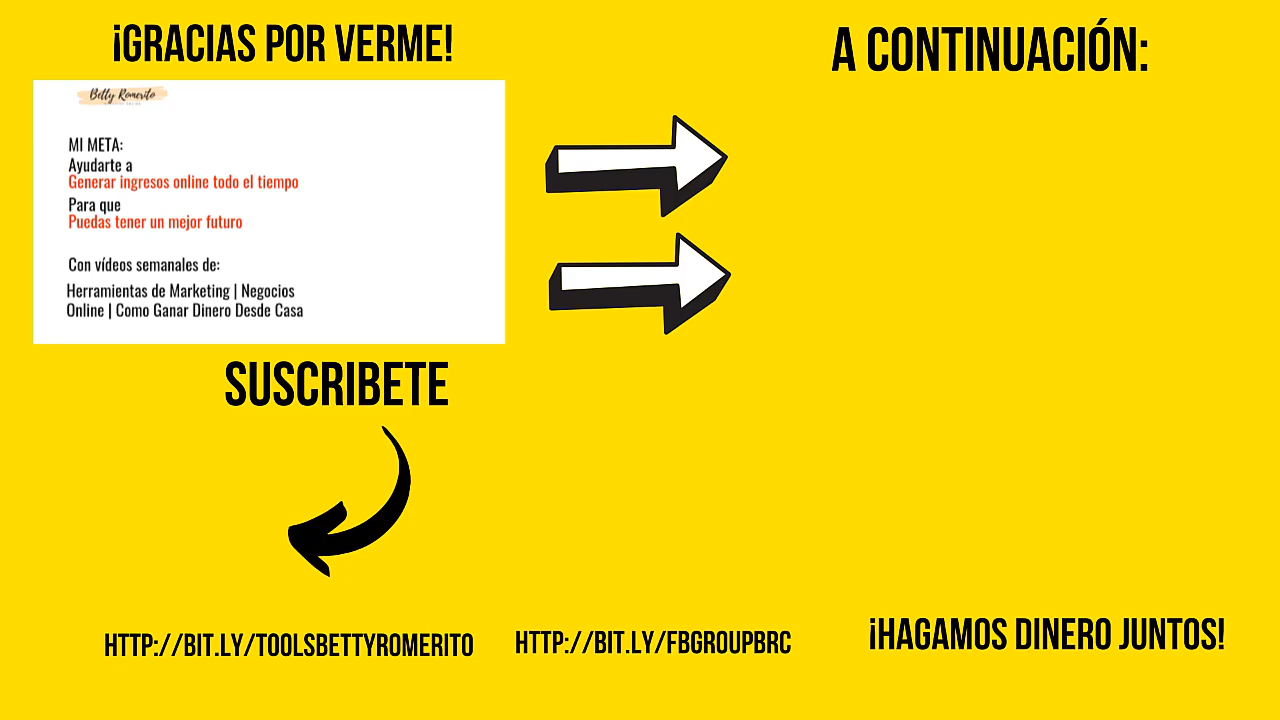 ¡GRACIAS POR VERME!
A CONTINUACIÓN:
Betty Romerito
MI META:
Ayudarte a
Generar ingresos online todo el tiempo
Para que
Puedas tener un mejor futuro
Con vídeos semanales de:
Herramientas de Marketing | Negocios
Online | Como Ganar Dinero Desde Casa
SUSCRIBETE
HTTP://BIT.LY/TOOLSBETTYROMERITO
HTTP://BIT.LY/FBGROUPBRC
¡HAGAMOS DINERO JUNTOS!